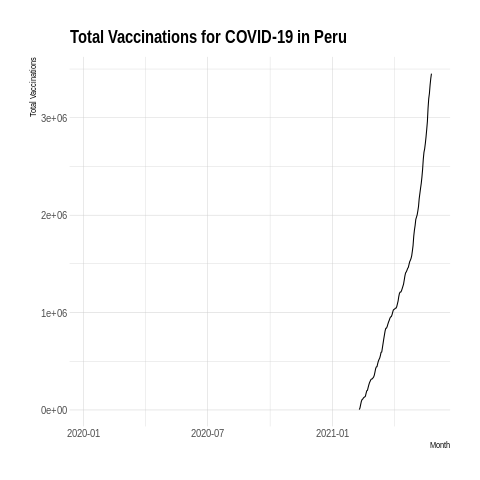 Total Vaccinations for COVID-19 in Peru
Total Vaccinations
3e+06
2e+06
1e+06
0e+00
2020-01 2020-07 2021-01
Month